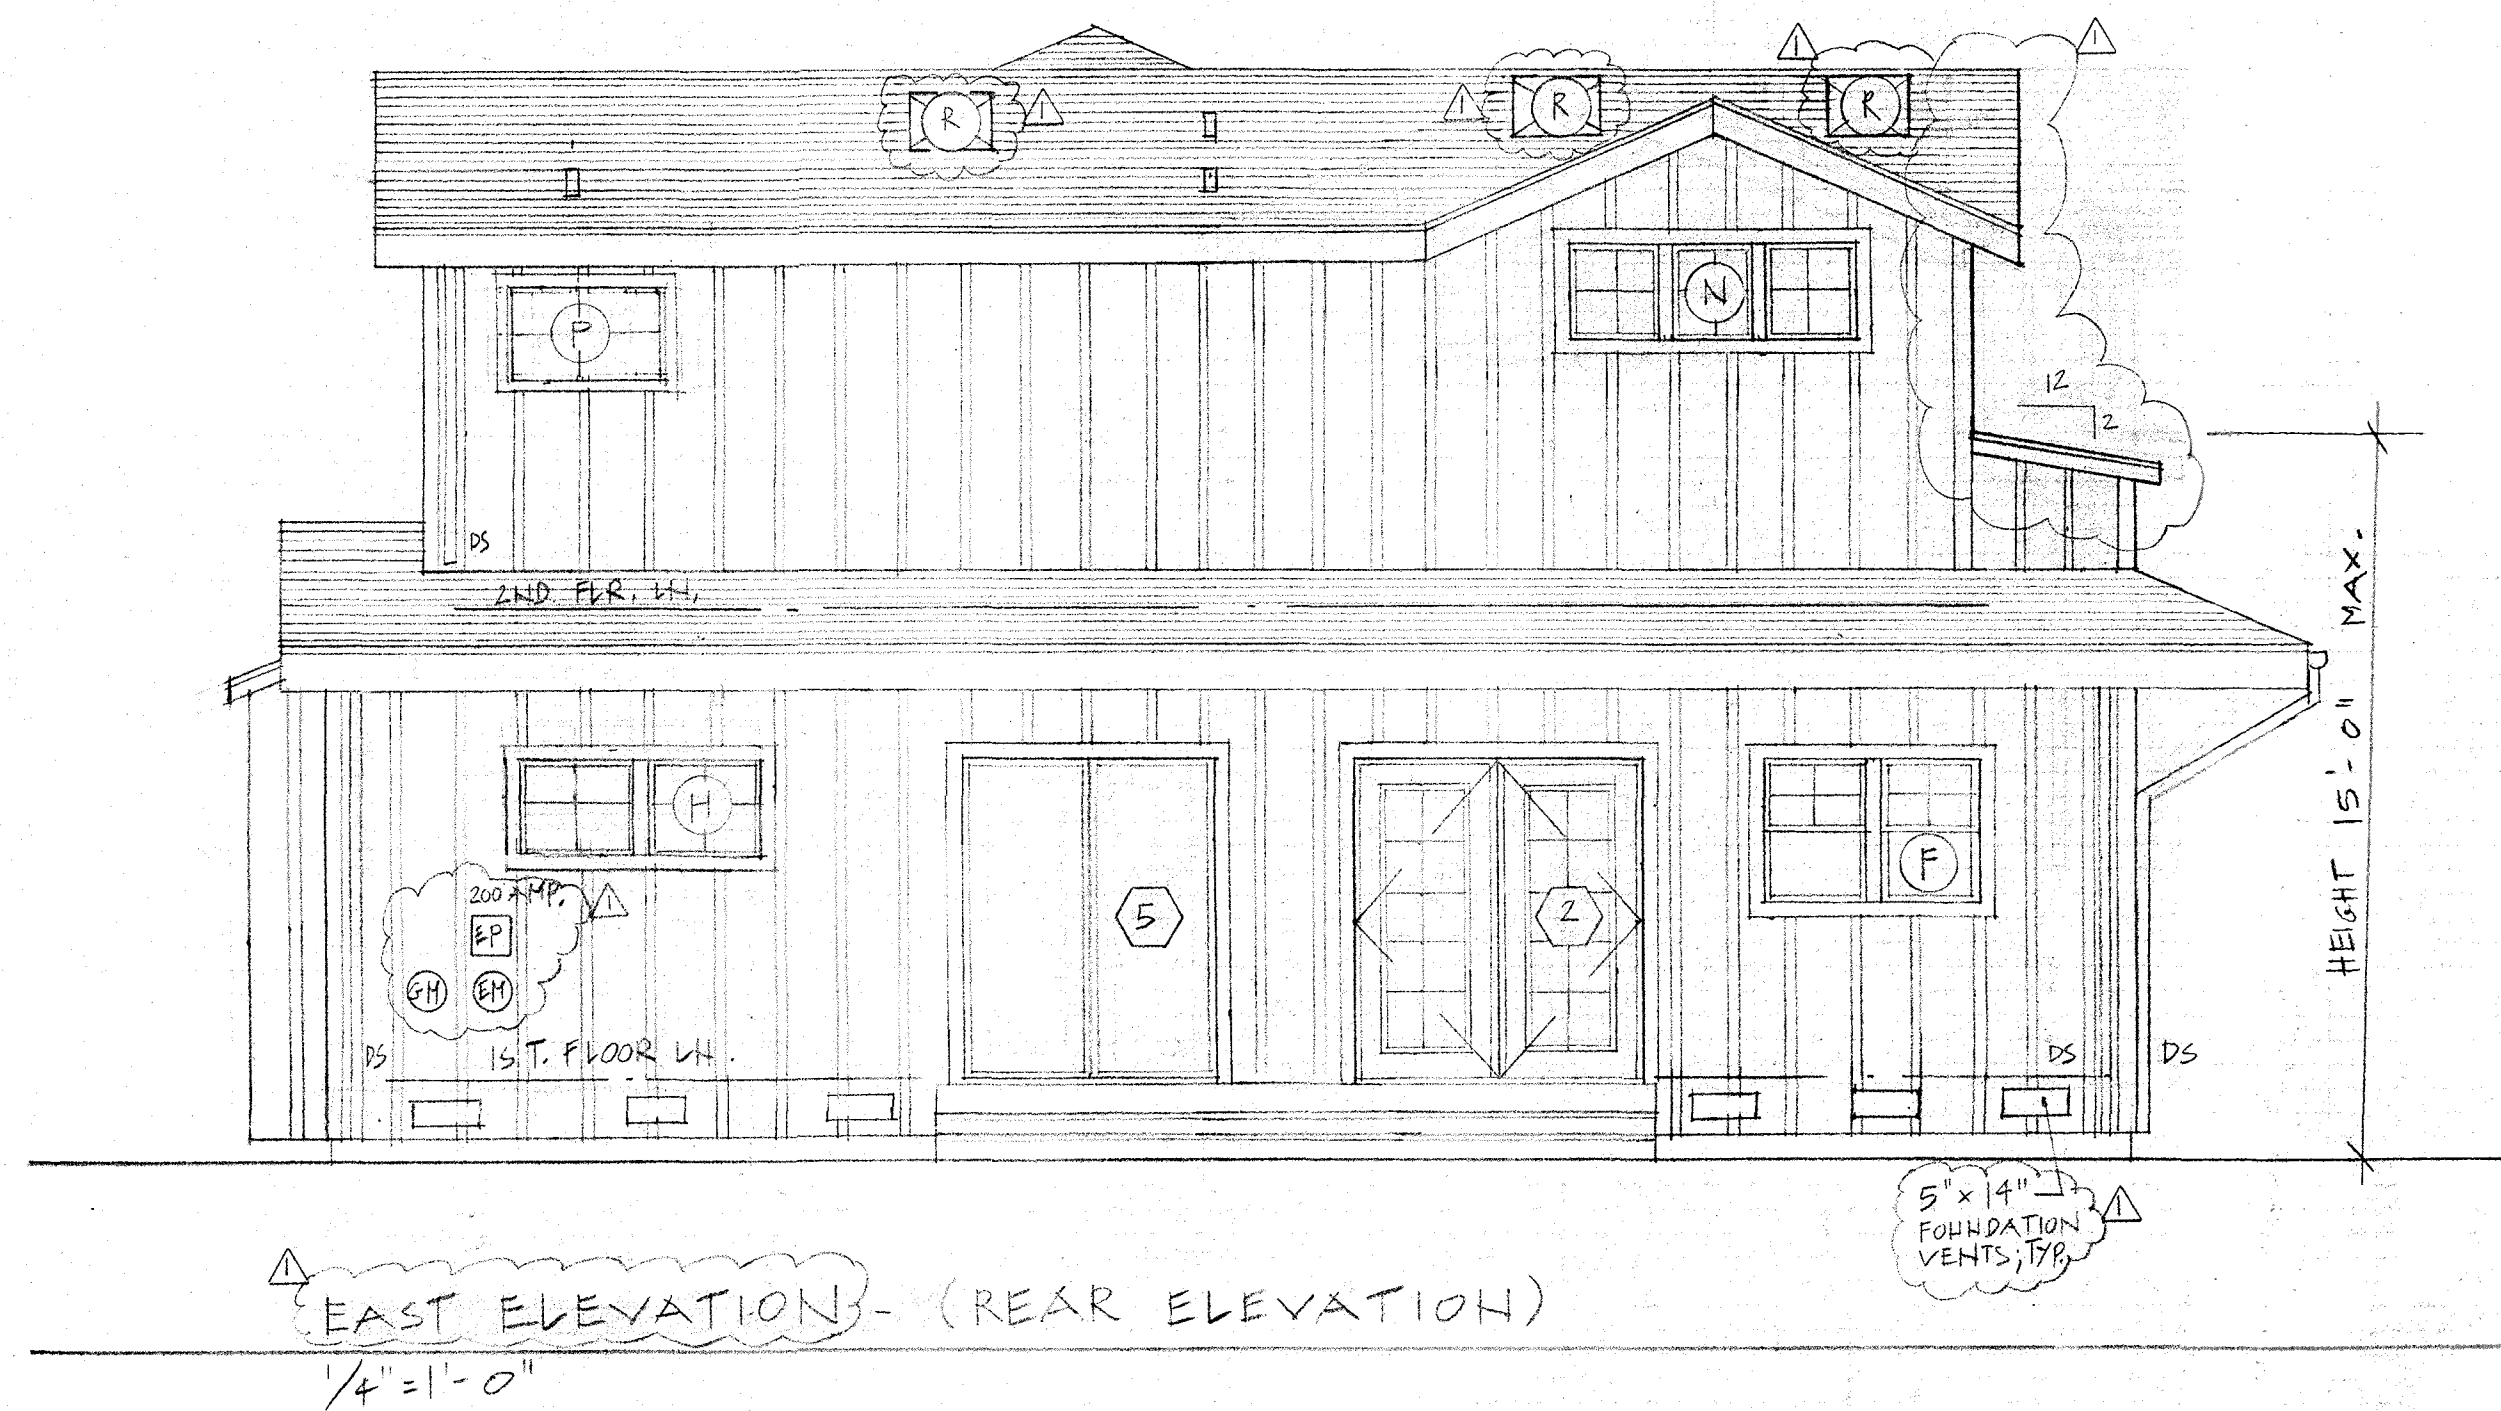 1
1
R
1
R
1
R
N
P
12
2
DS
2ND. FLR. LN.
HEIGHT 15'-0" MAX.
H
F
200 AMP.
1
EP
5
2
GM
EM
DS
1ST. FLOOR LN.
DS
DS
5" x 14"
FOUNDATION
VENTS; TYP.
1
1
EAST ELEVATION - (REAR ELEVATION)
1/4" = 1'-0"